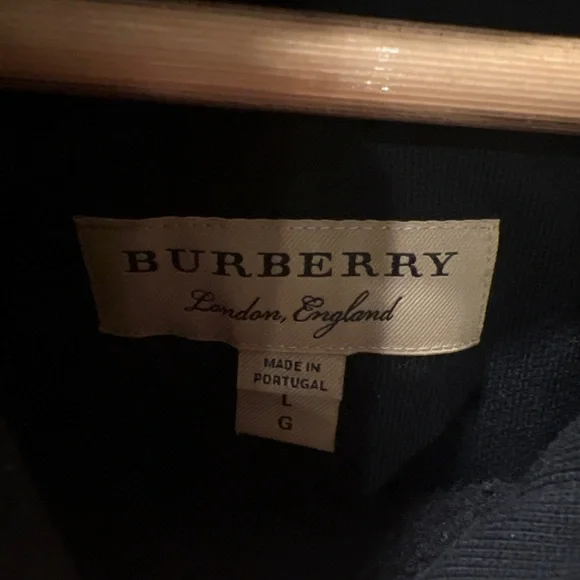 BURBERRY
London, England
MADE IN
PORTUGAL
L
G